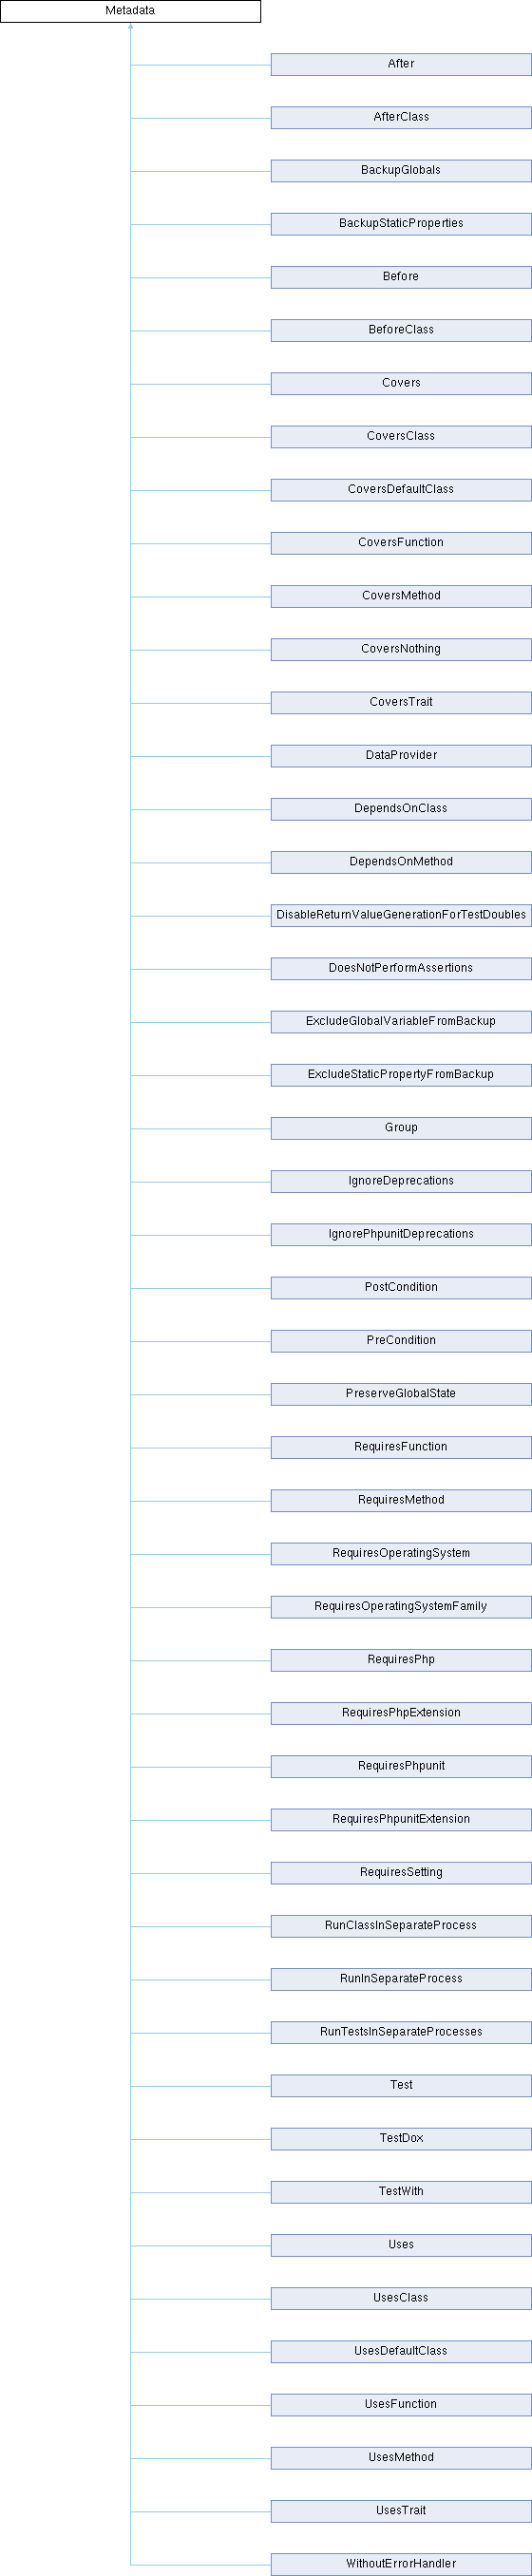 Metadata
After
AfterClass
BackupGlobals
BackupStaticProperties
Before
BeforeClass
Covers
CoversClass
CoversDefaultClass
CoversFunction
CoversMethod
CoversNothing
CoversTrait
DataProvider
DependsOnClass
DependsOnMethod
DisableReturnValueGenerationForTestDoubles
DoesNotPerformAssertions
ExcludeGlobalVariableFromBackup
ExcludeStaticPropertyFromBackup
Group
IgnoreDeprecations
IgnorePhpunitDeprecations
PostCondition
PreCondition
PreserveGlobalState
RequiresFunction
RequiresMethod
RequiresOperatingSystem
RequiresOperatingSystemFamily
RequiresPhp
RequiresPhpExtension
RequiresPhpunit
RequiresPhpunitExtension
RequiresSetting
RunClassInSeparateProcess
RunInSeparateProcess
RunTestsInSeparateProcesses
Test
TestDox
TestWith
Uses
UsesClass
UsesDefaultClass
UsesFunction
UsesMethod
UsesTrait
WithoutErrorHandler